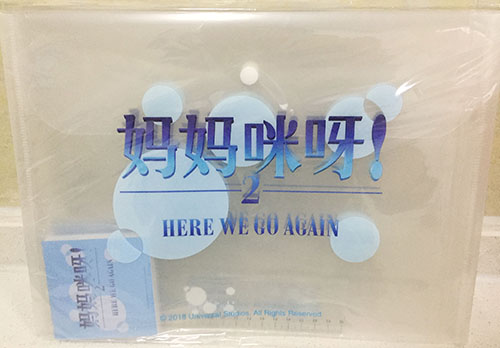 妈妈咪呀!
2
HERE WE GO AGAIN
妈妈咪呀!
2
HERE WE GO AGAIN
© 2018 Universal Studios. All Rights Reserved.